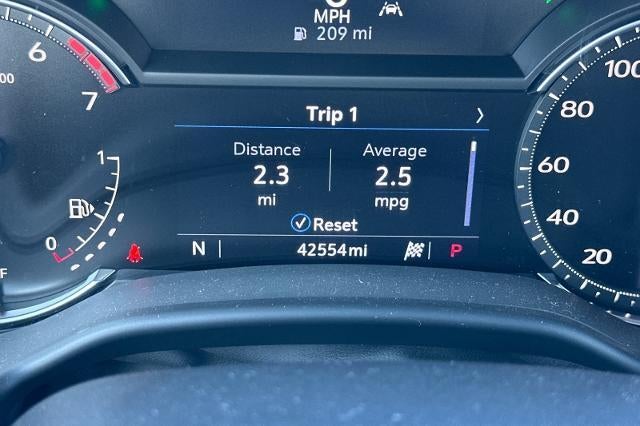 MPH
209 mi
6
7
Trip 1
Distance Average
2.3 2.5
mi mpg
Reset
N 42554mi P
1
0
F
100
80
60
40
20